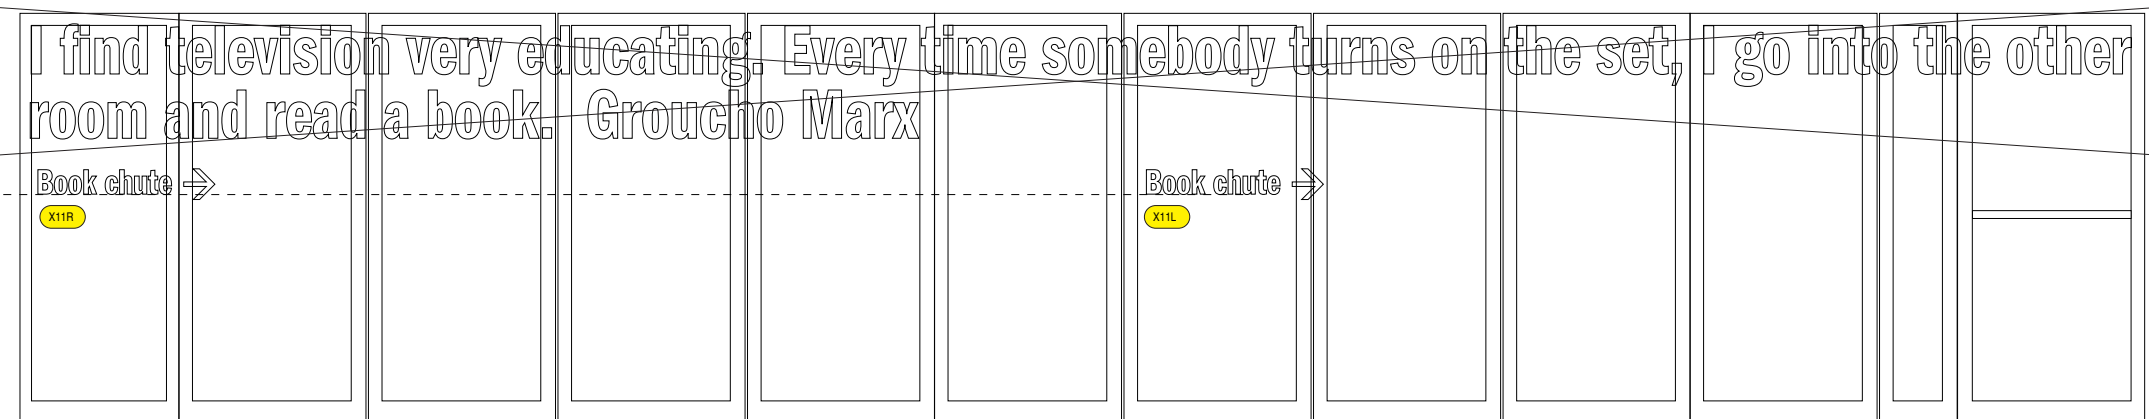 I find television very educating. Every time somebody turns on the set, I go into the other
room and read a book. Groucho Marx
Book chute → Book chute →
X11R X11L